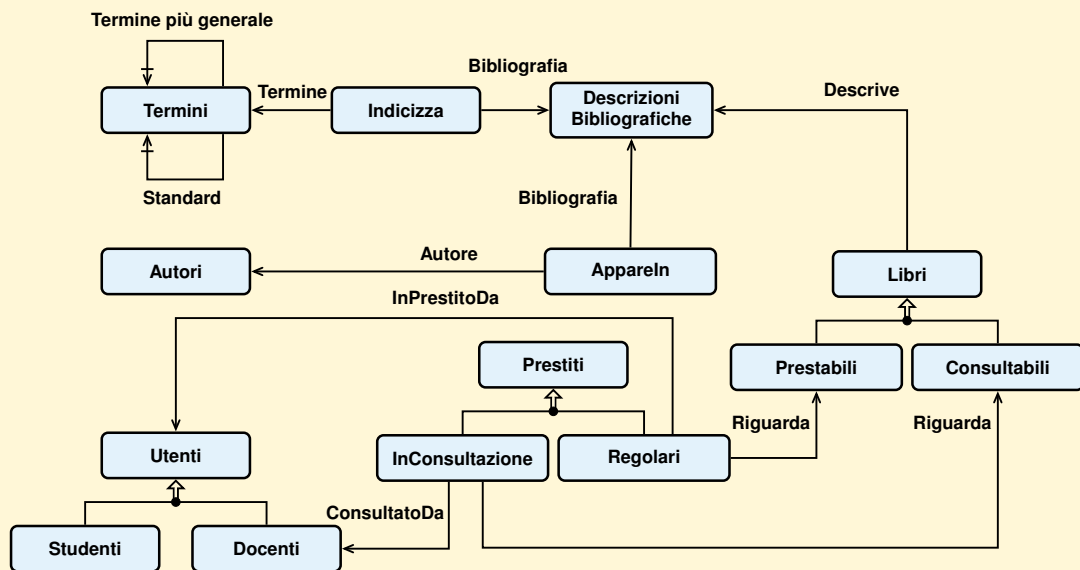 Termine più generale
Bibliografia
Termine
Descrive
Termini
Indicizza
Descrizioni
Bibliografiche
Standard
Bibliografia
Autore
Autori
AppareIn
Libri
InPrestitoDa
Prestiti
Prestabili
Consultabili
Riguarda
Riguarda
Utenti
InConsultazione
Regolari
ConsultatoDa
Studenti
Docenti